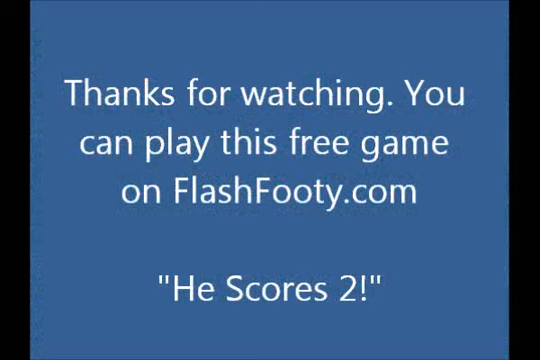 Thanks for watching. You
can play this free game
on FlashFooty.com
"He Scores 2!"